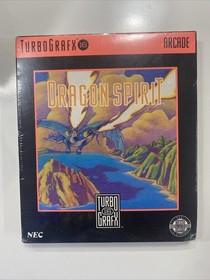 TURBOGRAFX 16 ARCADE
DRAGON SPIRIT
TURBO
GRAFX
NEC